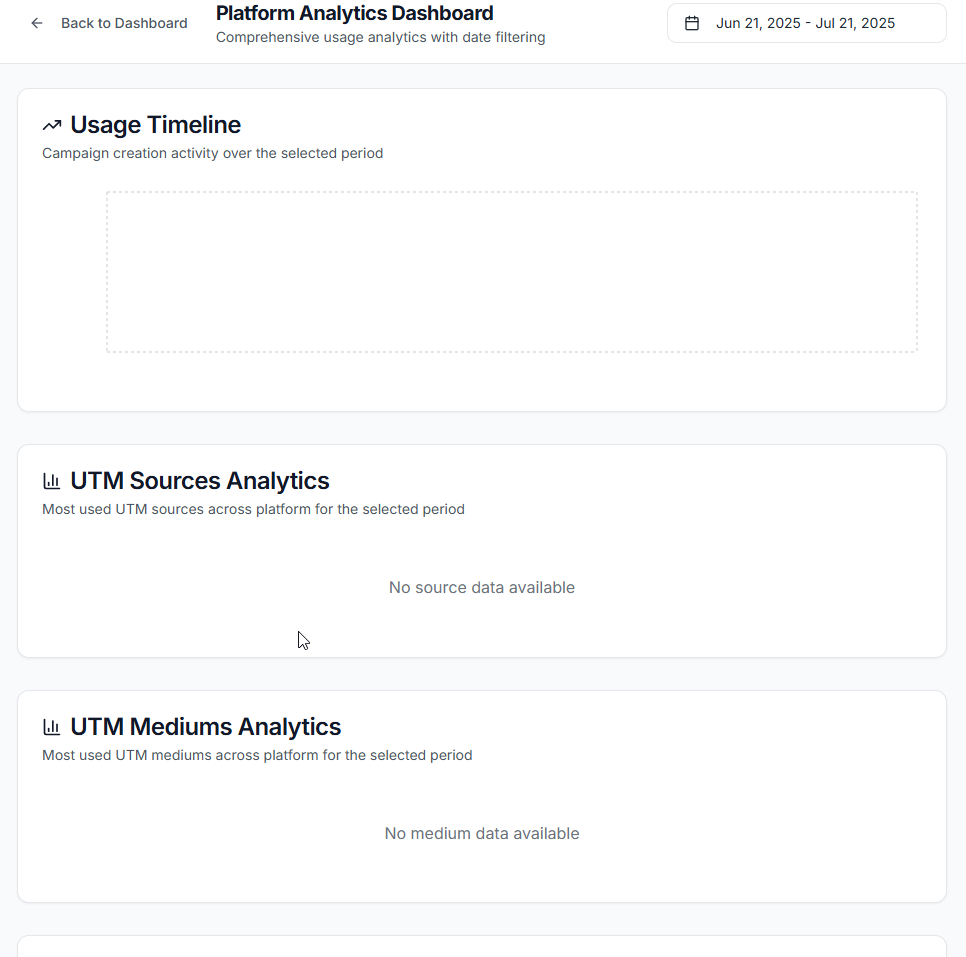 Back to Dashboard
Platform Analytics Dashboard
Comprehensive usage analytics with date filtering
Jun 21, 2025 - Jul 21, 2025
Usage Timeline
Campaign creation activity over the selected period
UTM Sources Analytics
Most used UTM sources across platform for the selected period
No source data available
UTM Mediums Analytics
Most used UTM mediums across platform for the selected period
No medium data available